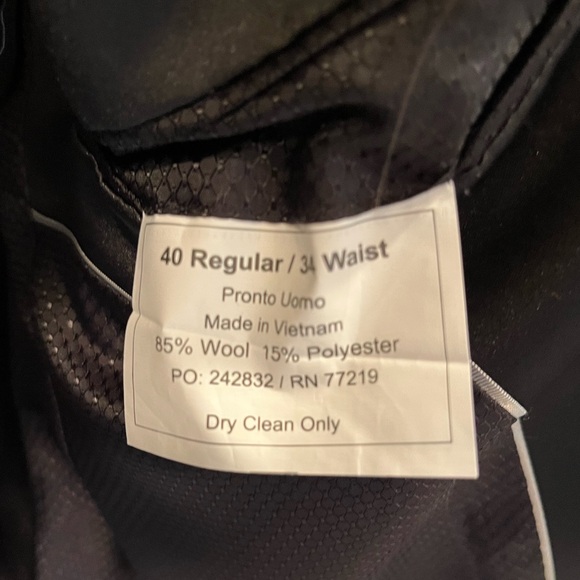 40 Regular / 34 Waist
Pronto Uomo
Made in Vietnam
85% Wool 15% Polyester
PO: 242832 / RN 77219
Dry Clean Only